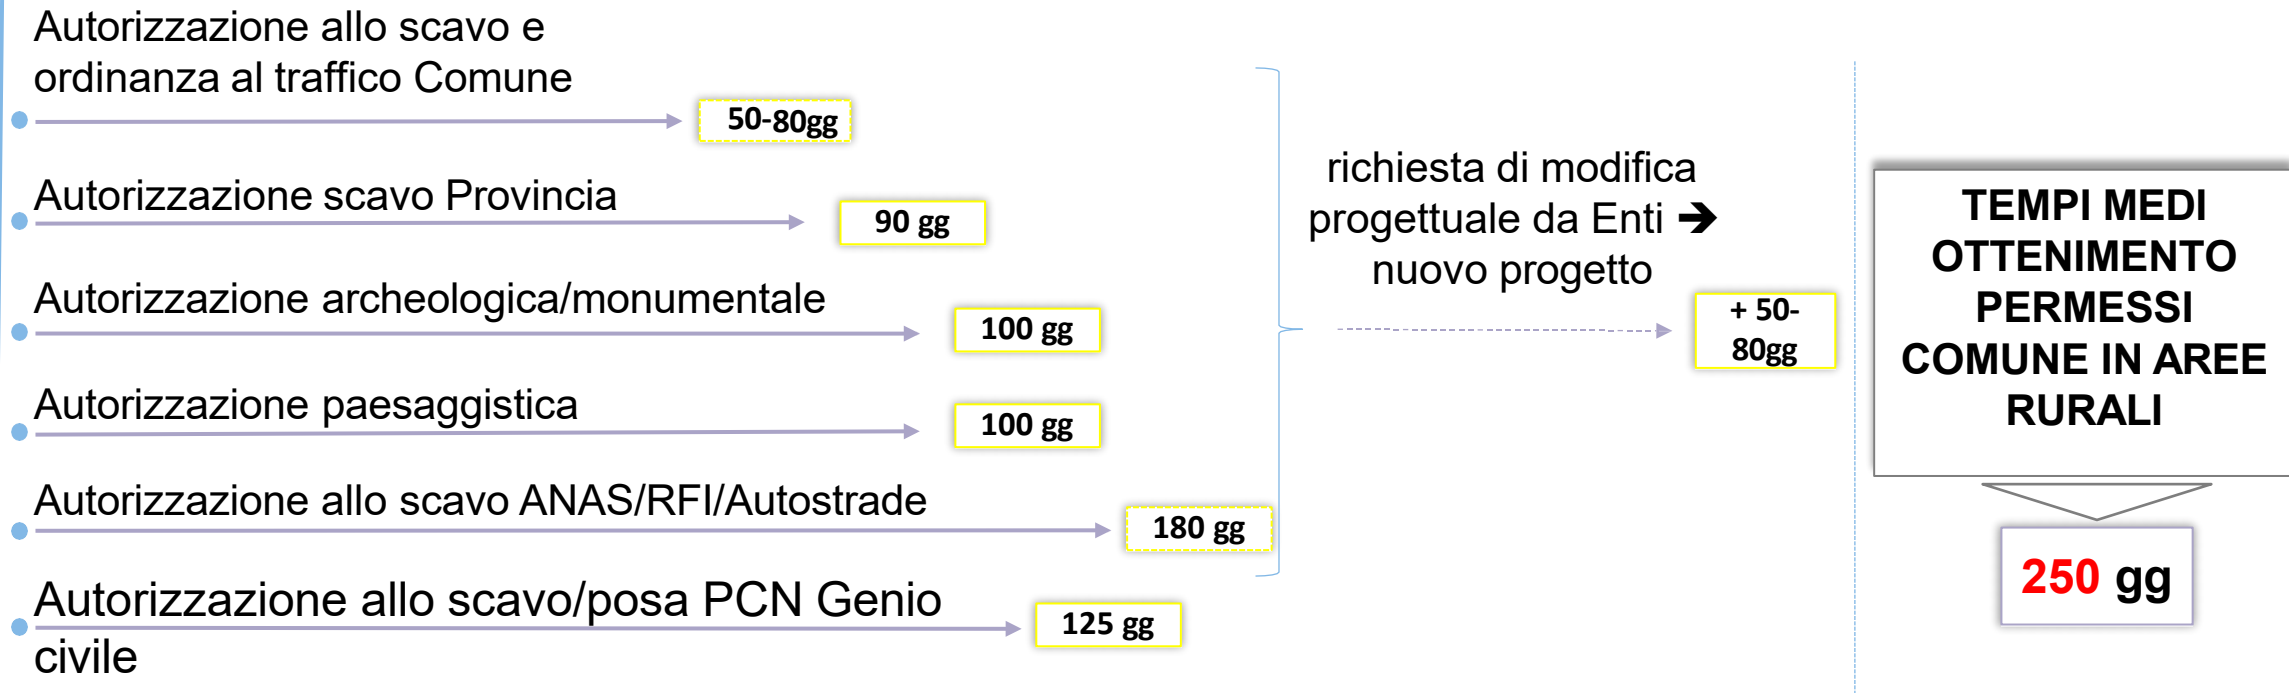 Autorizzazione allo scavo e
ordinanza al traffico Comune
50-80gg
Autorizzazione scavo Provincia
90 gg
Autorizzazione archeologica/monumentale
100 gg
Autorizzazione paesaggistica
100 gg
Autorizzazione allo scavo ANAS/RFI/Autostrade
180 gg
Autorizzazione allo scavo/posa PCN Genio
civile
125 gg
richiesta di modifica
progettuale da Enti ➔
nuovo progetto
+ 50-
80gg
TEMPI MEDI
OTTENIMENTO
PERMESSI
COMUNE IN AREE
RURALI
250 gg